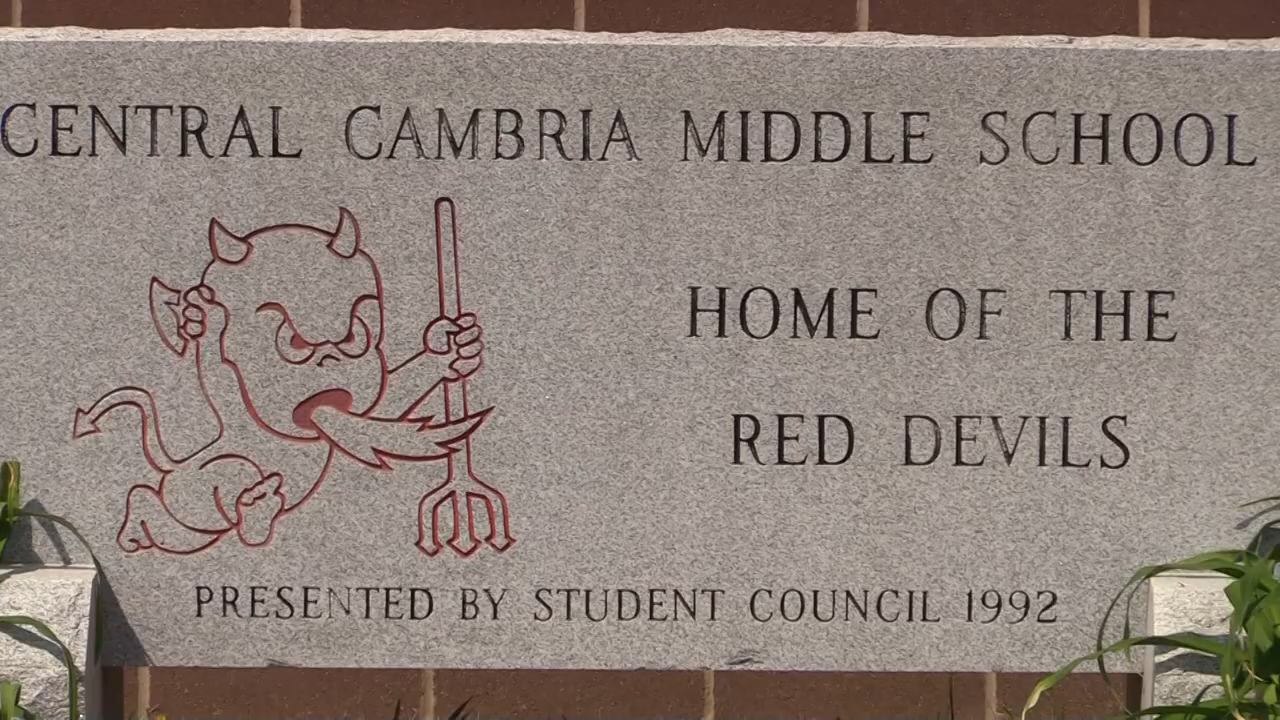 CENTRAL CAMBRIA MIDDLE SCHOOL
HOME OF THE
RED DEVILS
PRESENTED BY STUDENT COUNCIL 1992